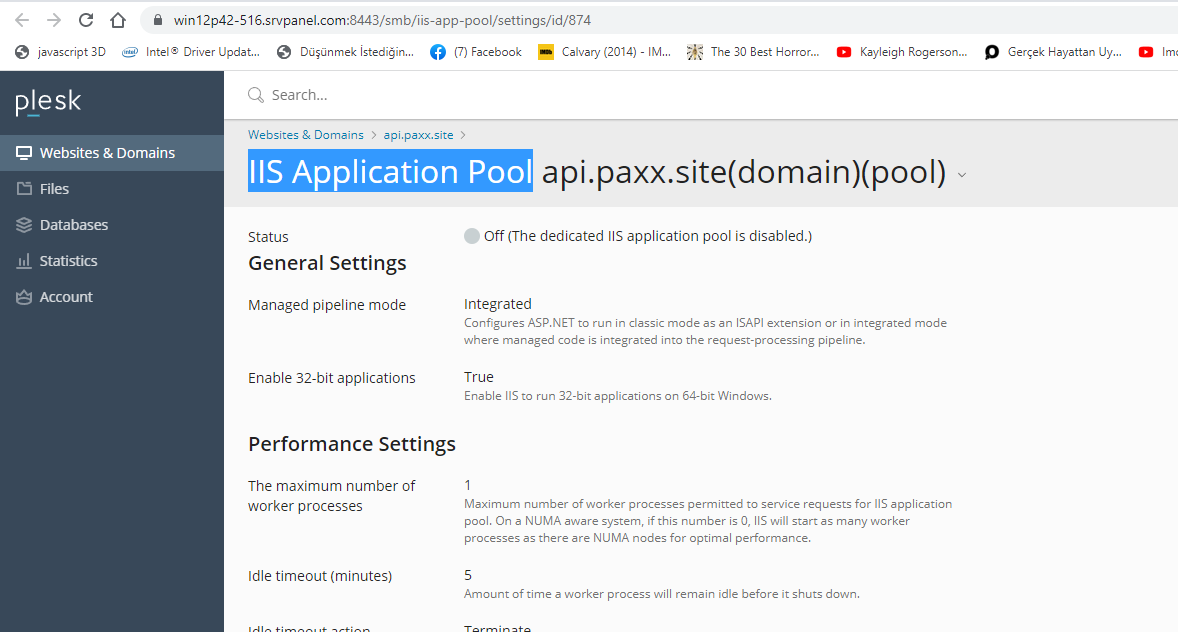 win12p42-516.srvpanel.com:8443/smb/iis-app-pool/settings/id/874
javascript 3D intel Intel® Driver Updat... Düşünmek İstediğin... (7) Facebook Calvary (2014) - IM... The 30 Best Horror... Kayleigh Rogerson... Gerçek Hayattan Uy...
plesk
Search...
Websites & Domains > api.paxx.site >
IIS Application Pool api.paxx.site(domain)(pool)
Websites & Domains
Files
Databases
Statistics
Account
Status
Off (The dedicated IIS application pool is disabled.)
General Settings
Managed pipeline mode
Integrated
Configures ASP.NET to run in classic mode as an ISAPI extension or in integrated mode
where managed code is integrated into the request-processing pipeline.
Enable 32-bit applications
True
Enable IIS to run 32-bit applications on 64-bit Windows.
Performance Settings
The maximum number of
worker processes
1
Maximum number of worker processes permitted to service requests for IIS application
pool. On a NUMA aware system, if this number is 0, IIS will start as many worker
processes as there are NUMA nodes for optimal performance.
Idle timeout (minutes)
5
Amount of time a worker process will remain idle before it shuts down.
Idle timeout action
Terminate